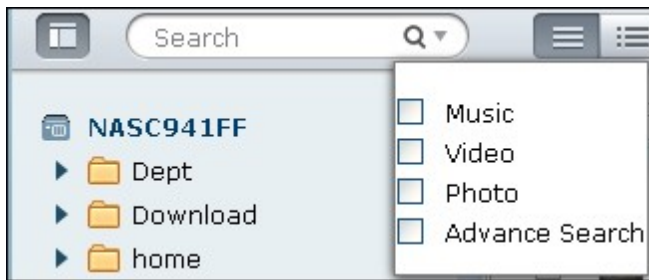 Search
NASC941FF
Dept
Download
home
Music
Video
Photo
Advance Search